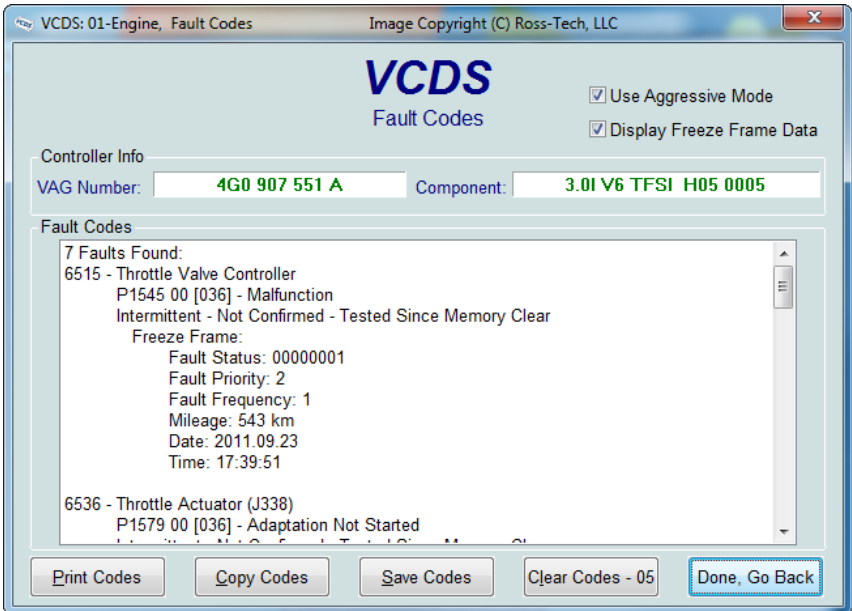 VCDS: 01-Engine,  Fault Codes
Image Copyright (C) Ross-Tech, LLC
VCDS
Fault Codes
Use Aggressive Mode
Display Freeze Frame Data
Controller Info
VAG Number:
4G0 907 551 A
Component:
3.0l V6 TFSI  H05 0005
Fault Codes
7 Faults Found:
6515 - Throttle Valve Controller
P1545 00 [036] - Malfunction
Intermittent - Not Confirmed - Tested Since Memory Clear
Freeze Frame:
Fault Status: 00000001
Fault Priority: 2
Fault Frequency: 1
Mileage: 543 km
Date: 2011.09.23
Time: 17:39:51
6536 - Throttle Actuator (J338)
P1579 00 [036] - Adaptation Not Started
Print Codes
Copy Codes
Save Codes
Clear Codes - 05
Done, Go Back